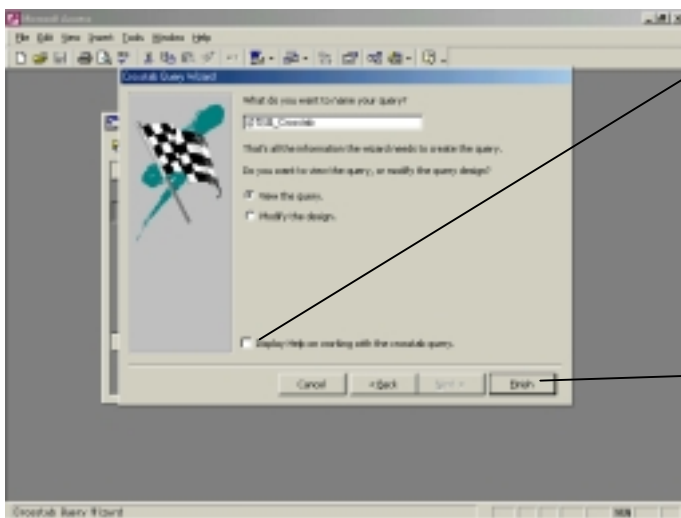 Microsoft Access
File Edit View Insert Tools Window Help
Crosstab Query Wizard
What do you want to name your query?
Crosstab
That's all the information the wizard needs to create the query.
Do you want to view the query, or modify the query design?
View the query.
Modify the design.
Display Help on working with the crosstab query.
Cancel
< Back
Next >
Finish
Crosstab Query Wizard
NUM